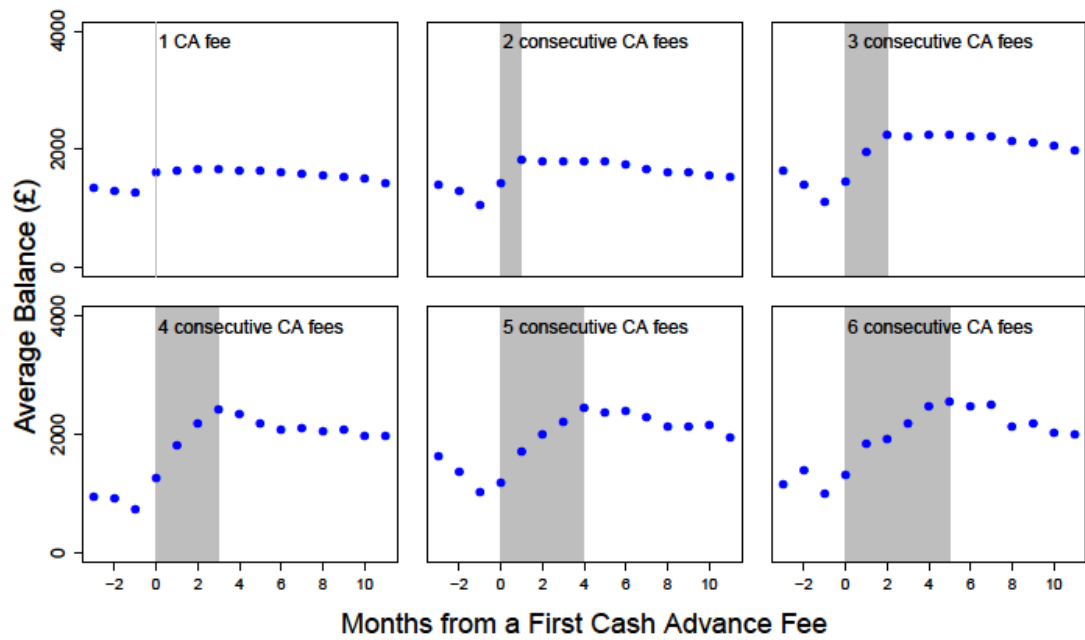 1 CA fee
2 consecutive CA fees
3 consecutive CA fees
4000
2000
0
4 consecutive CA fees
5 consecutive CA fees
6 consecutive CA fees
4000
2000
0
Average Balance (£)
−2 0 2 4 6 8 10
−2 0 2 4 6 8 10
−2 0 2 4 6 8 10
Months from a First Cash Advance Fee